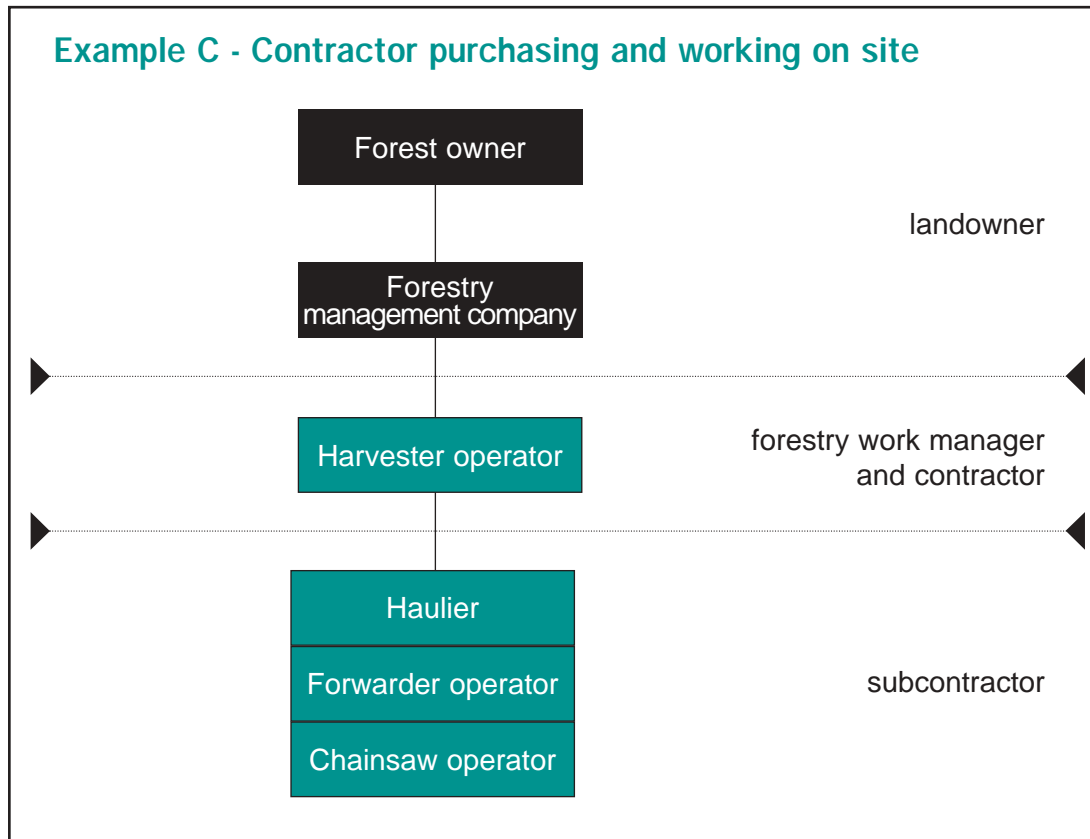 Example C - Contractor purchasing and working on site
Forest owner
landowner
Forestry
management company
Harvester operator
forestry work manager
and contractor
Haulier
Forwarder operator
subcontractor
Chainsaw operator